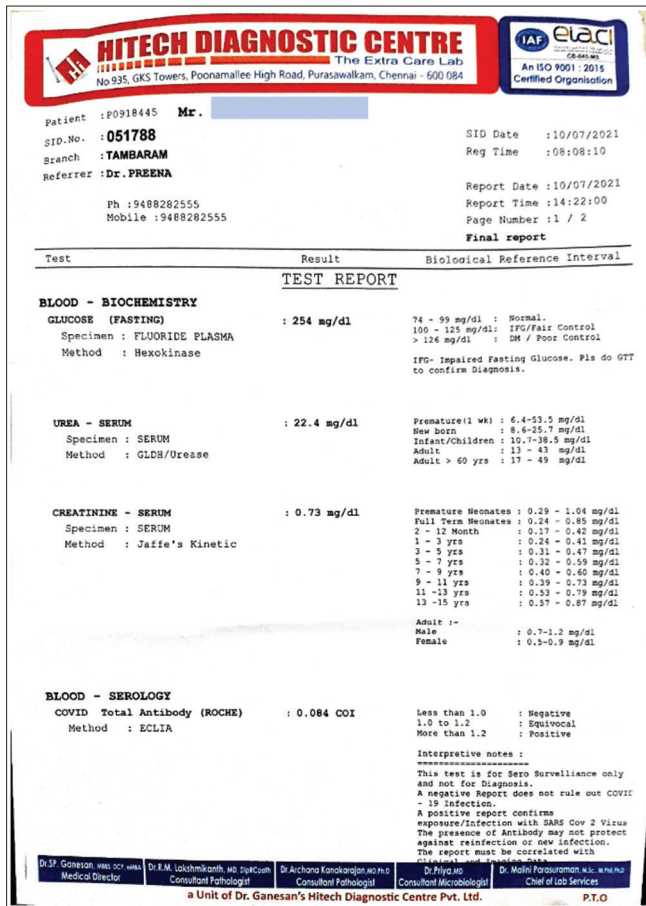 HITECH DIAGNOSTIC CENTRE
The Extra Care Lab
No.935, GKS Towers, Poonamallee High Road, Purasawalkam, Chennai - 600 084
IAF eiaci
CB-045-MS
An ISO 9001 : 2015
Certified Organisation
Patient :P0918445 Mr.
SID.No. :051788
Branch :TAMBARAM
Referrer :Dr.PREENA
Ph :9488282555
Mobile :9488282555
SID Date :10/07/2021
Reg Time :08:08:10
Report Date :10/07/2021
Report Time :14:22:00
Page Number :1 / 2
Final report
Test Result Biological Reference Interval
TEST REPORT
BLOOD - BIOCHEMISTRY
GLUCOSE (FASTING) : 254 mg/dl
Specimen : FLUORIDE PLASMA
Method : Hexokinase
74 - 99 mg/dl : Normal.
100 - 125 mg/dl: IFG/Fair Control
> 126 mg/dl : DM / Poor Control
IFG- Impaired Fasting Glucose. Pls do GTT
to confirm Diagnosis.
UREA - SERUM : 22.4 mg/dl
Specimen : SERUM
Method : GLDH/Urease
Premature(1 wk) : 6.4-53.5 mg/dl
New born : 8.6-25.7 mg/dl
Infant/Children : 10.7-38.5 mg/dl
Adult : 13 - 43 mg/dl
Adult > 60 yrs : 17 - 49 mg/dl
CREATININE - SERUM : 0.73 mg/dl
Specimen : SERUM
Method : Jaffe's Kinetic
Premature Neonates : 0.29 - 1.04 mg/dl
Full Term Neonates : 0.24 - 0.85 mg/dl
2 - 12 Month : 0.17 - 0.42 mg/dl
1 - 3 yrs : 0.24 - 0.41 mg/dl
3 - 5 yrs : 0.31 - 0.47 mg/dl
5 - 7 yrs : 0.32 - 0.59 mg/dl
7 - 9 yrs : 0.40 - 0.60 mg/dl
9 - 11 yrs : 0.39 - 0.73 mg/dl
11 -13 yrs : 0.53 - 0.79 mg/dl
13 -15 yrs : 0.57 - 0.87 mg/dl
Adult :-
Male : 0.7-1.2 mg/dl
Female : 0.5-0.9 mg/dl
BLOOD - SEROLOGY
COVID Total Antibody (ROCHE) : 0.084 COI
Method : ECLIA
Less than 1.0 : Negative
1.0 to 1.2 : Equivocal
More than 1.2 : Positive
Interpretive notes :
====================
This test is for Sero Survelliance only
and not for Diagnosis.
A negative Report does not rule out COVID
- 19 Infection.
A positive report confirms
exposure/Infection with SARS Cov 2 Virus
The presence of Antibody may not protect
against reinfection or new infection.
The report must be correlated with
Clinical and Imaging Data
Dr.SP. Ganesan, MBBS, DCP, eMBA
Medical Director
Dr.R.M. Lakshmikanth, MD, DipRCpath
Consultant Pathologist
Dr.Archana Kanakarajan, MD, Ph.D
Consultant Pathologist
Dr.Priya, MD
Consultant Microbiologist
Dr. Malini Parasuraman, M.Sc., M.Phil, Ph.D
Chief of Lab Services
a Unit of Dr. Ganesan's Hitech Diagnostic Centre Pvt. Ltd.
P.T.O